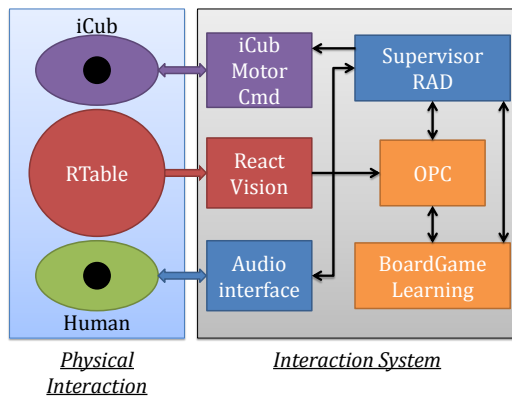 iCub
iCub
Motor
Cmd
Supervisor
RAD
RTable
React
Vision
OPC
Audio
interface
BoardGame
Learning
Human
Physical
Interaction
Interaction System